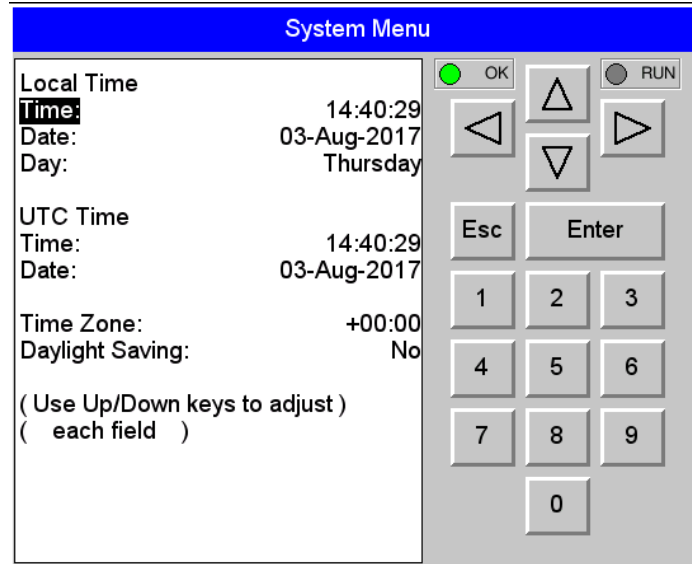 System Menu
Local Time
Time: 14:40:29
Date: 03-Aug-2017
Day: Thursday
UTC Time
Time: 14:40:29
Date: 03-Aug-2017
Time Zone: +00:00
Daylight Saving: No
( Use Up/Down keys to adjust )
( each field )
OK RUN
Esc Enter
1 2 3
4 5 6
7 8 9
0